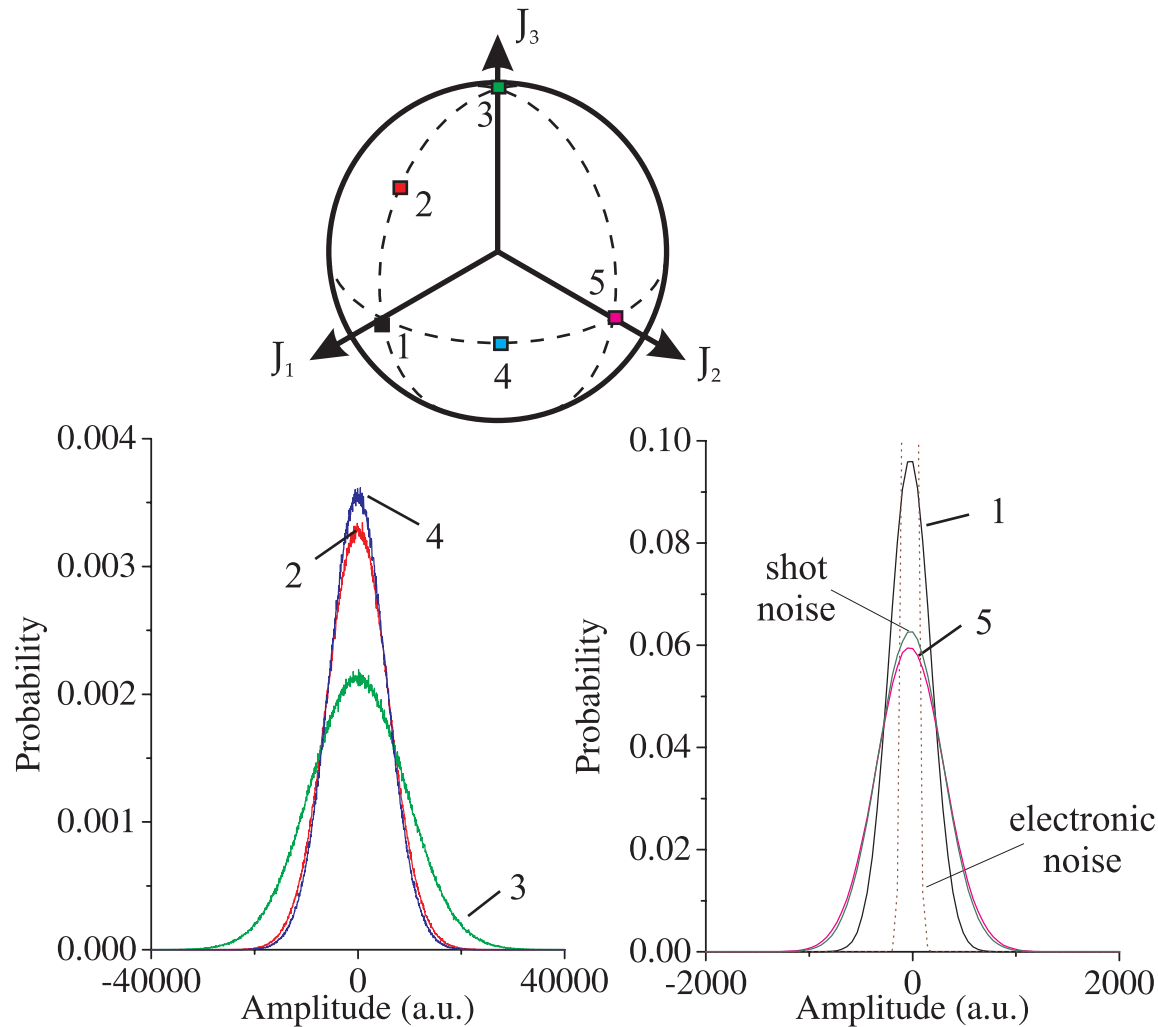 J₃
3
2
5
1
J₁
4
J₂
0.004
0.003
0.002
0.001
0.000
Probability
4
2
3
-40000 0 40000
Amplitude (a.u.)
0.10
0.08
0.06
0.04
0.02
0.00
Probability
1
shot
noise
5
electronic
noise
-2000 0 2000
Amplitude (a.u.)